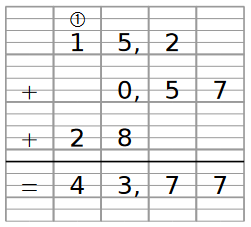 ①
1 5, 2
+ 0, 5 7
+ 2 8
= 4 3, 7 7